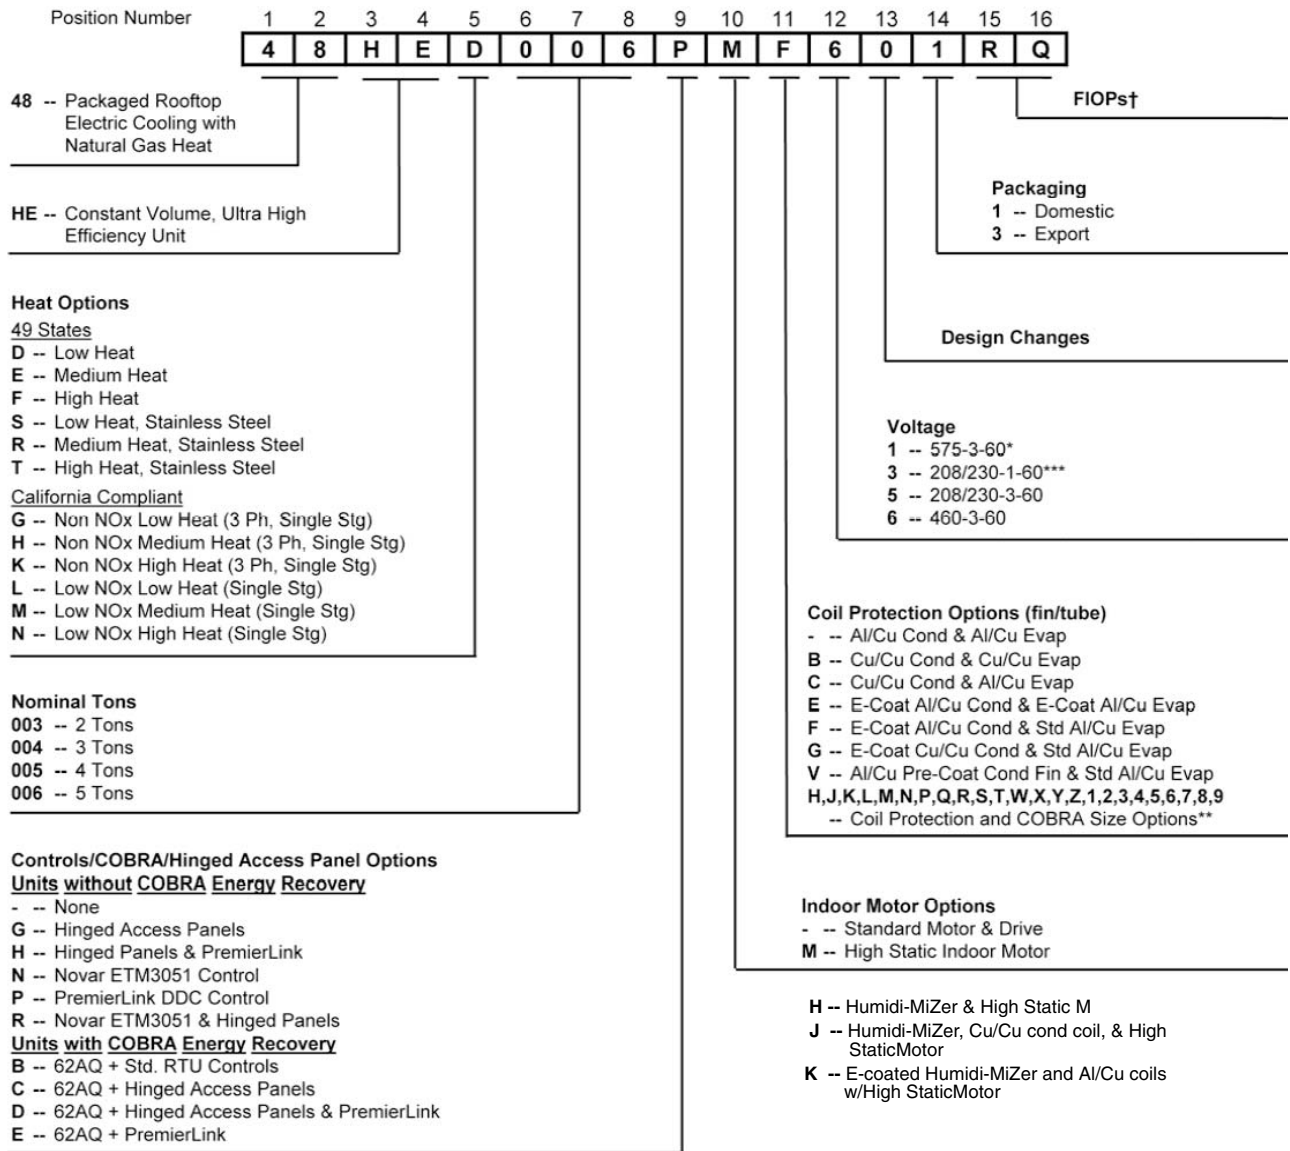 Position Number 1 2 3 4 5 6 7 8 9 10 11 12 13 14 15 16
4 8 H E D 0 0 6 P M F 6 0 1 R Q
48 -- Packaged Rooftop
Electric Cooling with
Natural Gas Heat
HE -- Constant Volume, Ultra High
Efficiency Unit
Heat Options
49 States
D -- Low Heat
E -- Medium Heat
F -- High Heat
S -- Low Heat, Stainless Steel
R -- Medium Heat, Stainless Steel
T -- High Heat, Stainless Steel
California Compliant
G -- Non NOx Low Heat (3 Ph, Single Stg)
H -- Non NOx Medium Heat (3 Ph, Single Stg)
K -- Non NOx High Heat (3 Ph, Single Stg)
L -- Low NOx Low Heat (Single Stg)
M -- Low NOx Medium Heat (Single Stg)
N -- Low NOx High Heat (Single Stg)
Nominal Tons
003 -- 2 Tons
004 -- 3 Tons
005 -- 4 Tons
006 -- 5 Tons
Controls/COBRA/Hinged Access Panel Options
Units without COBRA Energy Recovery
- -- None
G -- Hinged Access Panels
H -- Hinged Panels & PremierLink
N -- Novar ETM3051 Control
P -- PremierLink DDC Control
R -- Novar ETM3051 & Hinged Panels
Units with COBRA Energy Recovery
B -- 62AQ + Std. RTU Controls
C -- 62AQ + Hinged Access Panels
D -- 62AQ + Hinged Access Panels & PremierLink
E -- 62AQ + PremierLink
FIOPs†
Packaging
1 -- Domestic
3 -- Export
Design Changes
Voltage
1 -- 575-3-60*
3 -- 208/230-1-60***
5 -- 208/230-3-60
6 -- 460-3-60
Coil Protection Options (fin/tube)
- -- Al/Cu Cond & Al/Cu Evap
B -- Cu/Cu Cond & Cu/Cu Evap
C -- Cu/Cu Cond & Al/Cu Evap
E -- E-Coat Al/Cu Cond & E-Coat Al/Cu Evap
F -- E-Coat Al/Cu Cond & Std Al/Cu Evap
G -- E-Coat Cu/Cu Cond & Std Al/Cu Evap
V -- Al/Cu Pre-Coat Cond Fin & Std Al/Cu Evap
H,J,K,L,M,N,P,Q,R,S,T,W,X,Y,Z,1,2,3,4,5,6,7,8,9
-- Coil Protection and COBRA Size Options**
Indoor Motor Options
- -- Standard Motor & Drive
M -- High Static Indoor Motor
H -- Humidi-MiZer & High Static M
J -- Humidi-MiZer, Cu/Cu cond coil, & High
StaticMotor
K -- E-coated Humidi-MiZer and Al/Cu coils
w/High StaticMotor